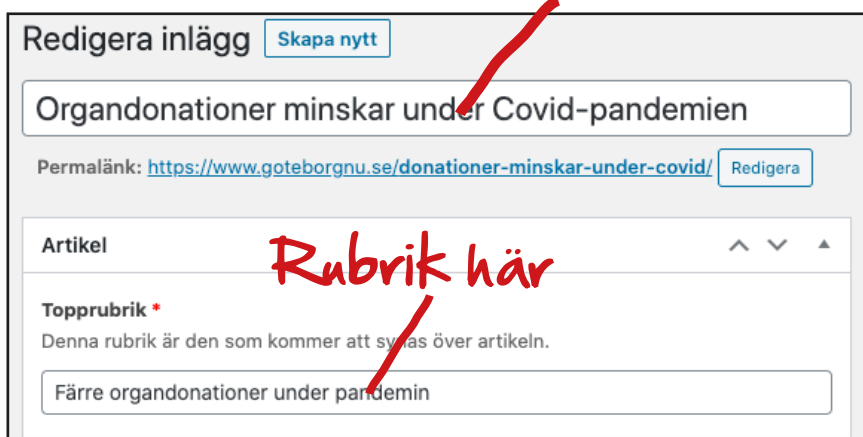 Redigera inlägg Skapa nytt
Organdonationer minskar under Covid-pandemien
Permalänk: https://www.goteborgnu.se/donationer-minskar-under-covid/ Redigera
Artikel
Rubrik här
Topprubrik *
Denna rubrik är den som kommer att synas över artikeln.
Färre organdonationer under pandemin